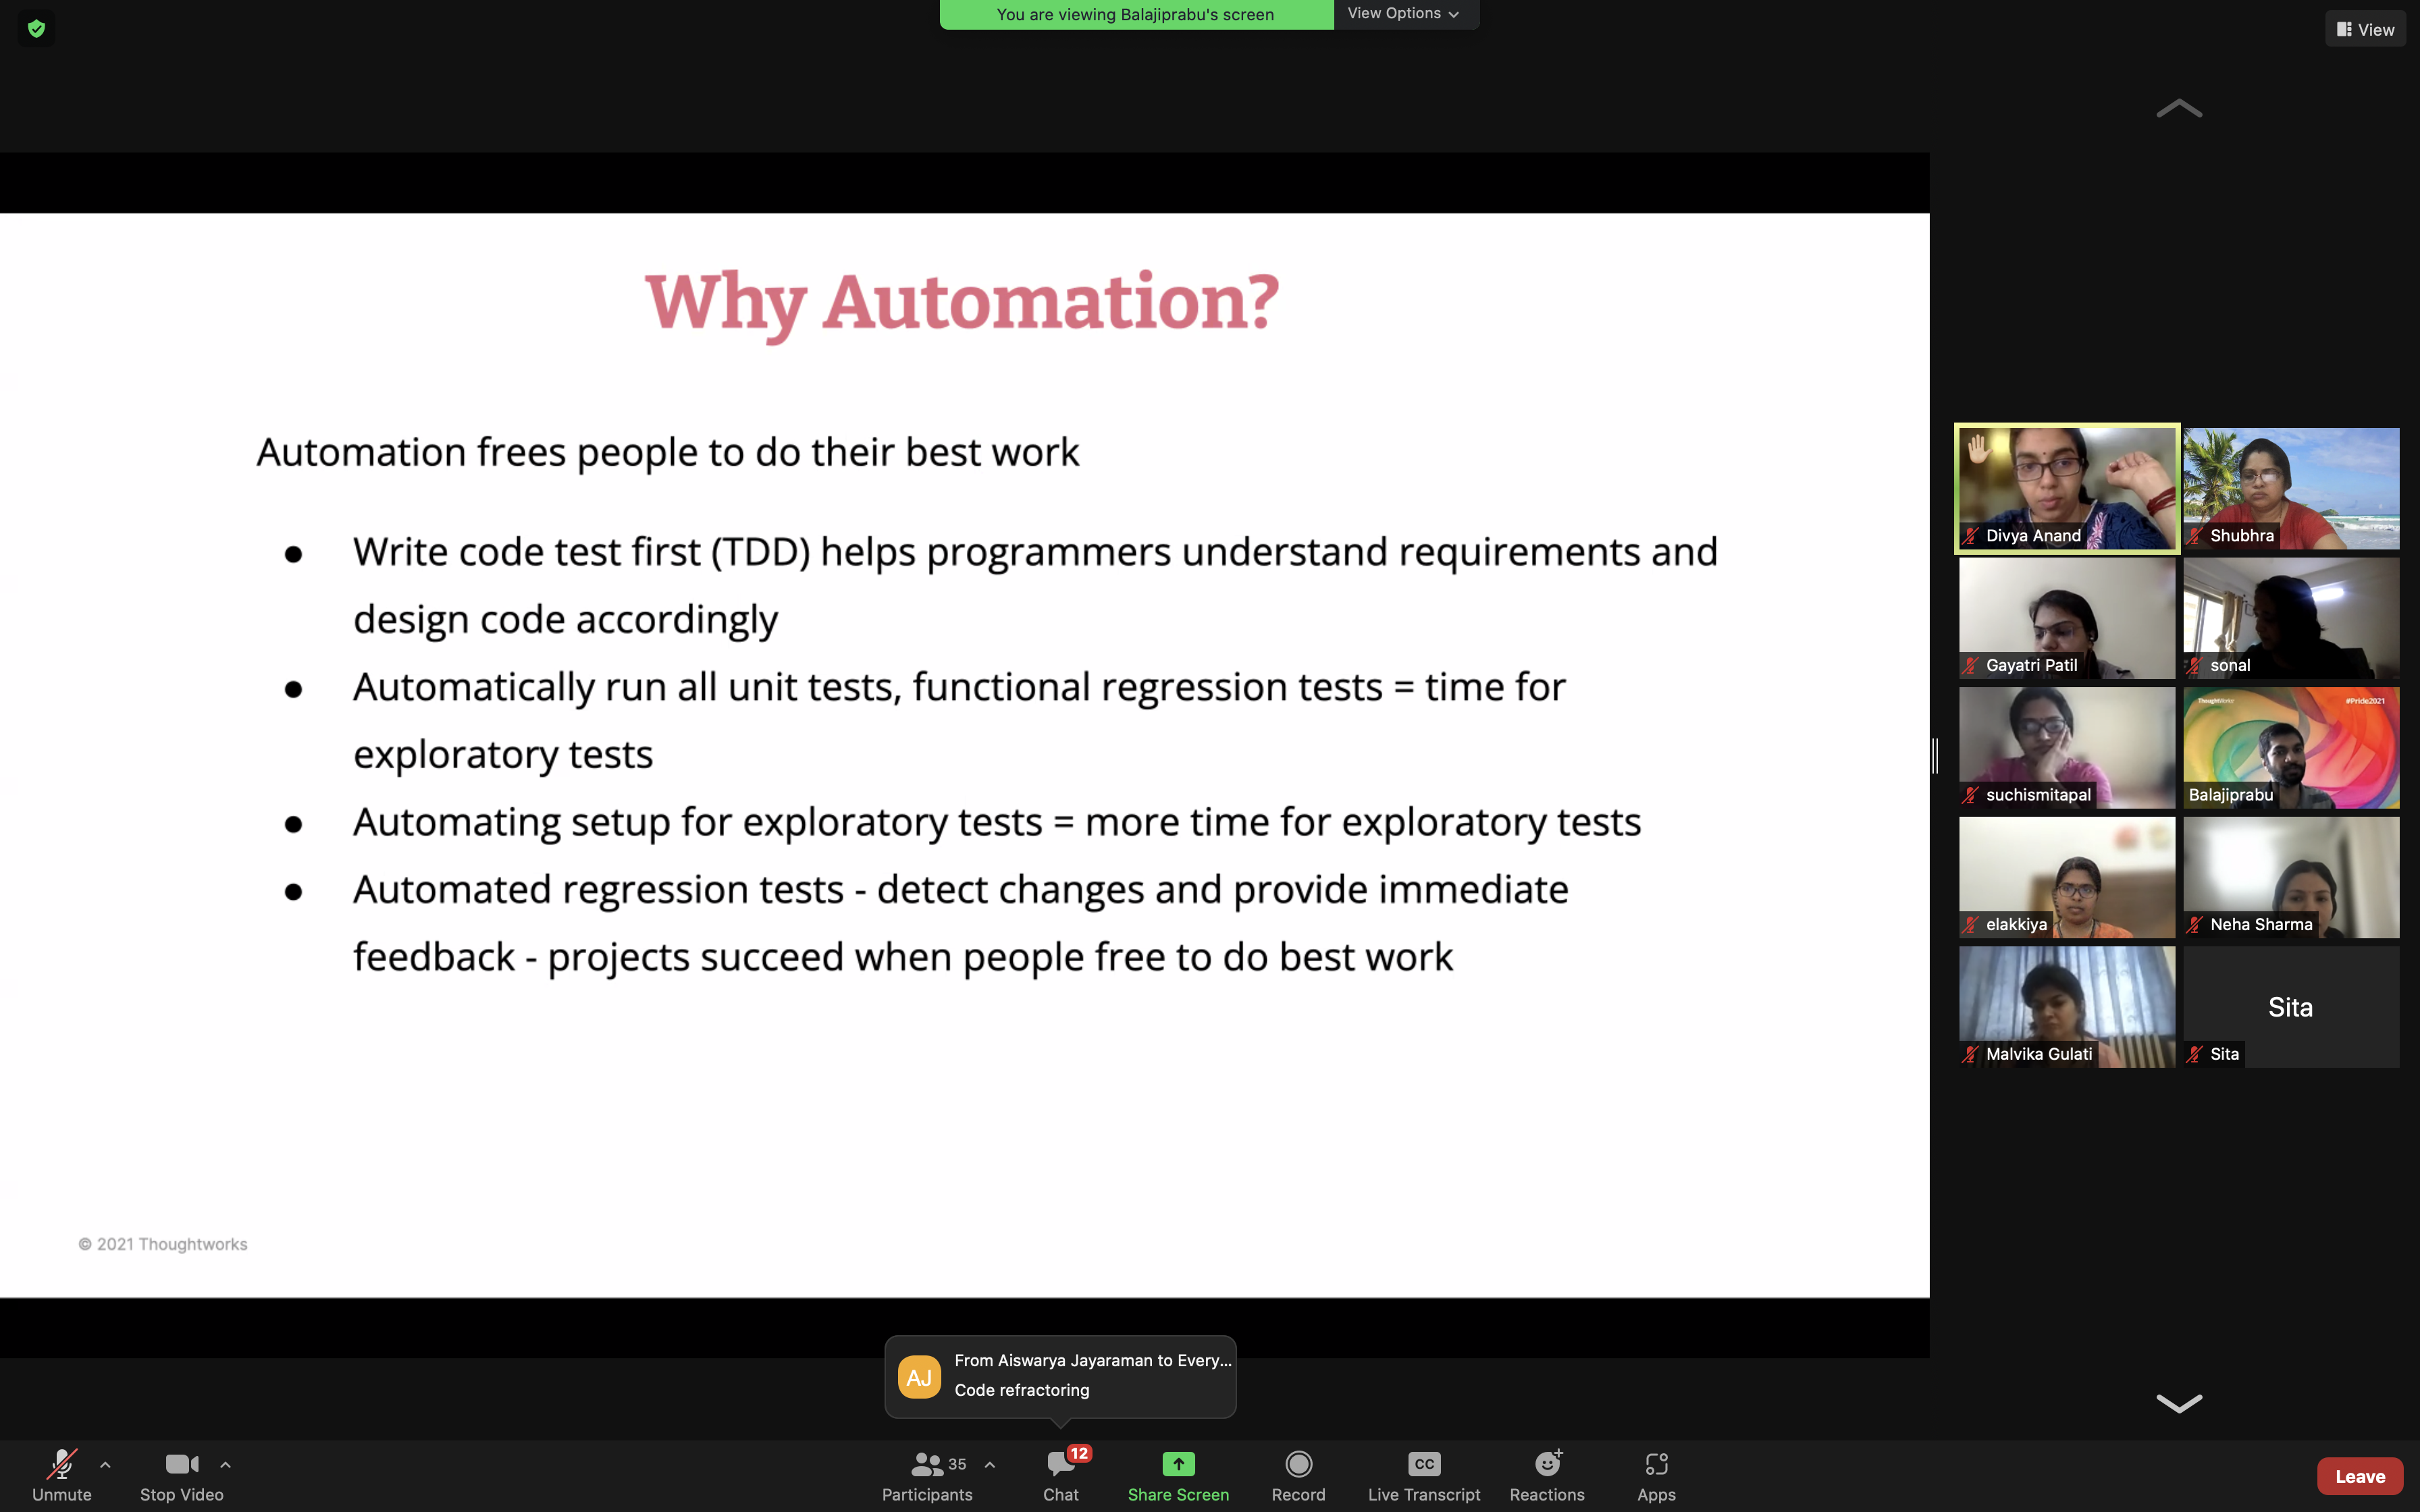 You are viewing Balajiprabu's screen
View Options
View
Why Automation?
Automation frees people to do their best work
● Write code test first (TDD) helps programmers understand requirements and
design code accordingly
● Automatically run all unit tests, functional regression tests = time for
exploratory tests
● Automating setup for exploratory tests = more time for exploratory tests
● Automated regression tests - detect changes and provide immediate
feedback - projects succeed when people free to do best work
© 2021 Thoughtworks
Divya Anand
Shubhra
Gayatri Patil
sonal
suchismitapal
ThoughtWorks
#Pride2021
Balajiprabu
elakkiya
Neha Sharma
Malvika Gulati
Sita
Sita
AJ
From Aiswarya Jayaraman to Every...
Code refractoring
Unmute
Stop Video
35
Participants
12
Chat
Share Screen
Record
CC
Live Transcript
Reactions
Apps
Leave